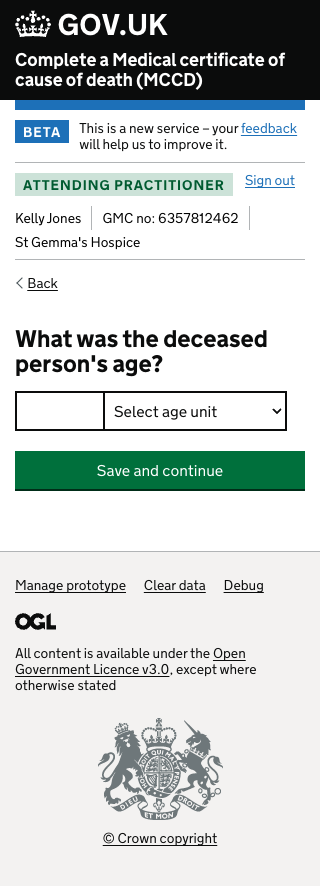 GOV.UK
Complete a Medical certificate of
cause of death (MCCD)
BETA
This is a new service – your feedback
will help us to improve it.
ATTENDING PRACTITIONER
Sign out
Kelly Jones
GMC no: 6357812462
St Gemma's Hospice
Back
What was the deceased
person's age?
Select age unit
Save and continue
Manage prototype
Clear data
Debug
OGL
All content is available under the Open
Government Licence v3.0, except where
otherwise stated
DIEU ET MON DROIT
© Crown copyright